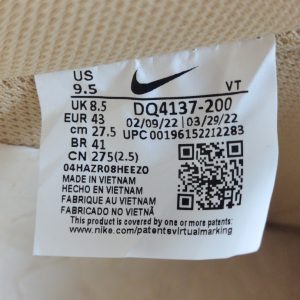 US
9.5
VT
UK 8.5 DQ4137-200
EUR 43 02/09/22 03/29/22
cm 27.5 UPC 00196152212283
BR 41
CN 275(2.5)
04HAZR08HEEZO
MADE IN VIETNAM
HECHO EN VIETNAM
FABRIQUE AU VIETNAM
FABRICADO NO VIETNÃ
This product is covered by one or more patents. See
www.nike.com/patentsvirtualmarking